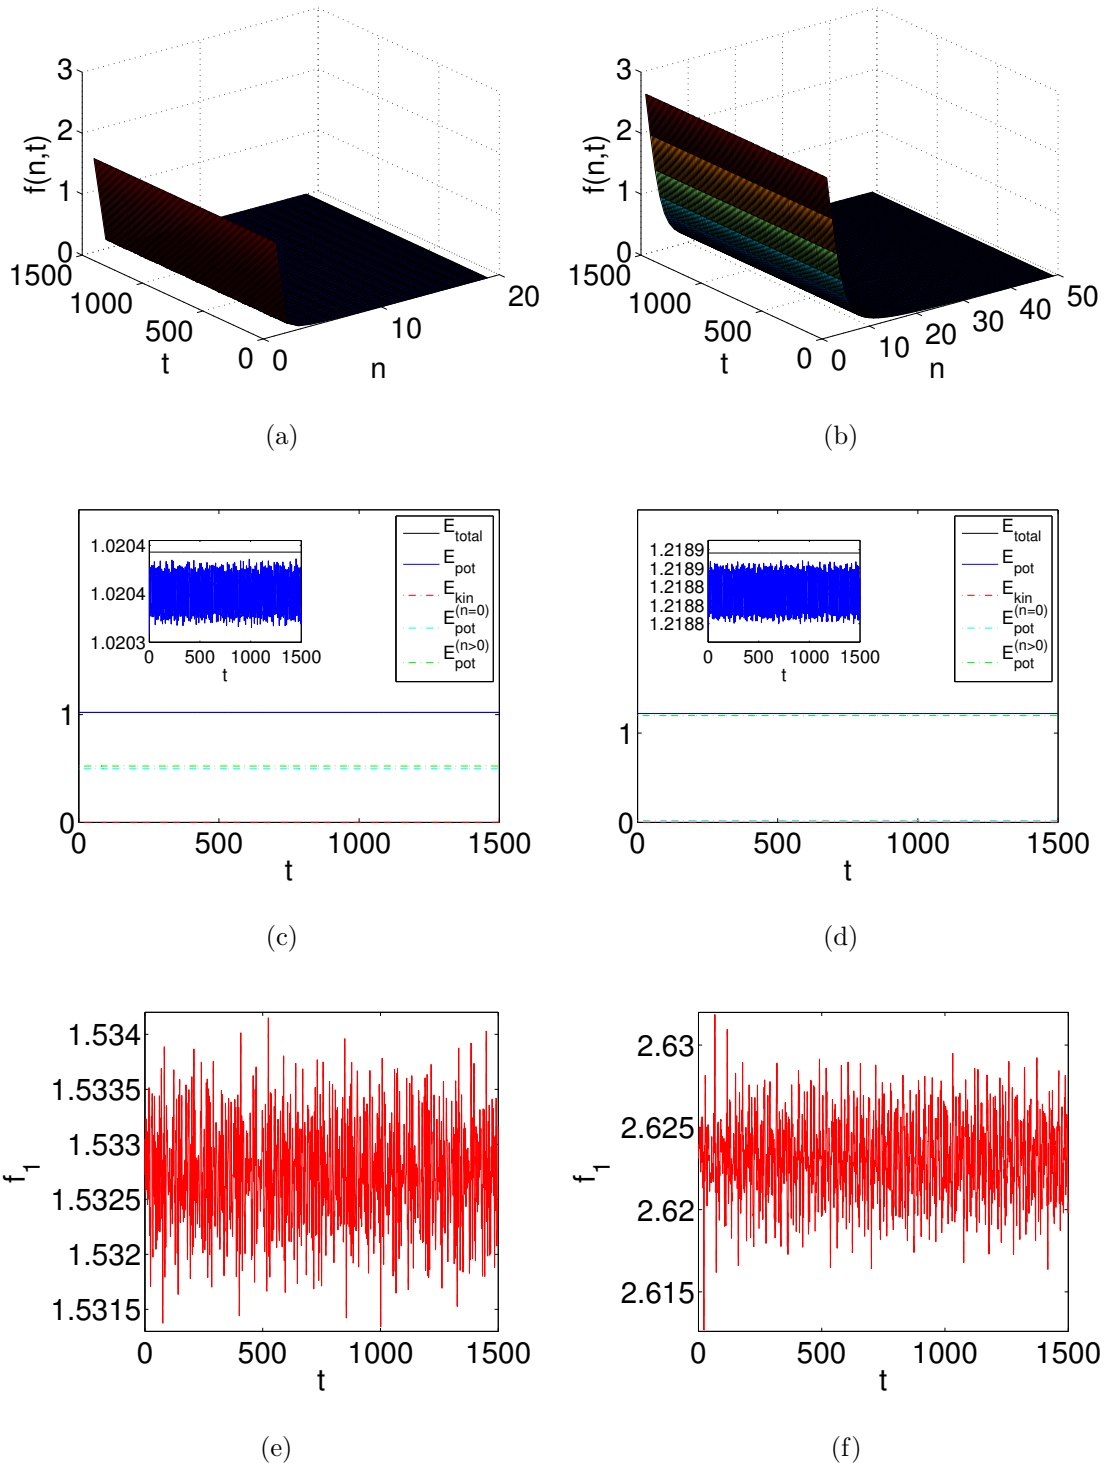 3
2
1
0
f(n,t)
1500
1000
500
0
t
0
10
20
n
(a)
3
2
1
0
f(n,t)
1500
1000
500
0
t
0
10
20
30
40
50
n
(b)
1
0
0
500
1000
1500
t
1.0204
1.0204
1.0203
0
500
1000
1500
t
E_total
E_pot
E_kin
E_pot^(n=0)
E_pot^(n>0)
(c)
1
0
0
500
1000
1500
t
1.2189
1.2189
1.2188
1.2188
1.2188
0
500
1000
1500
t
E_total
E_pot
E_kin
E_pot^(n=0)
E_pot^(n>0)
(d)
1.534
1.5335
1.533
1.5325
1.532
1.5315
f_1
0
500
1000
1500
t
(e)
2.63
2.625
2.62
2.615
f_1
0
500
1000
1500
t
(f)